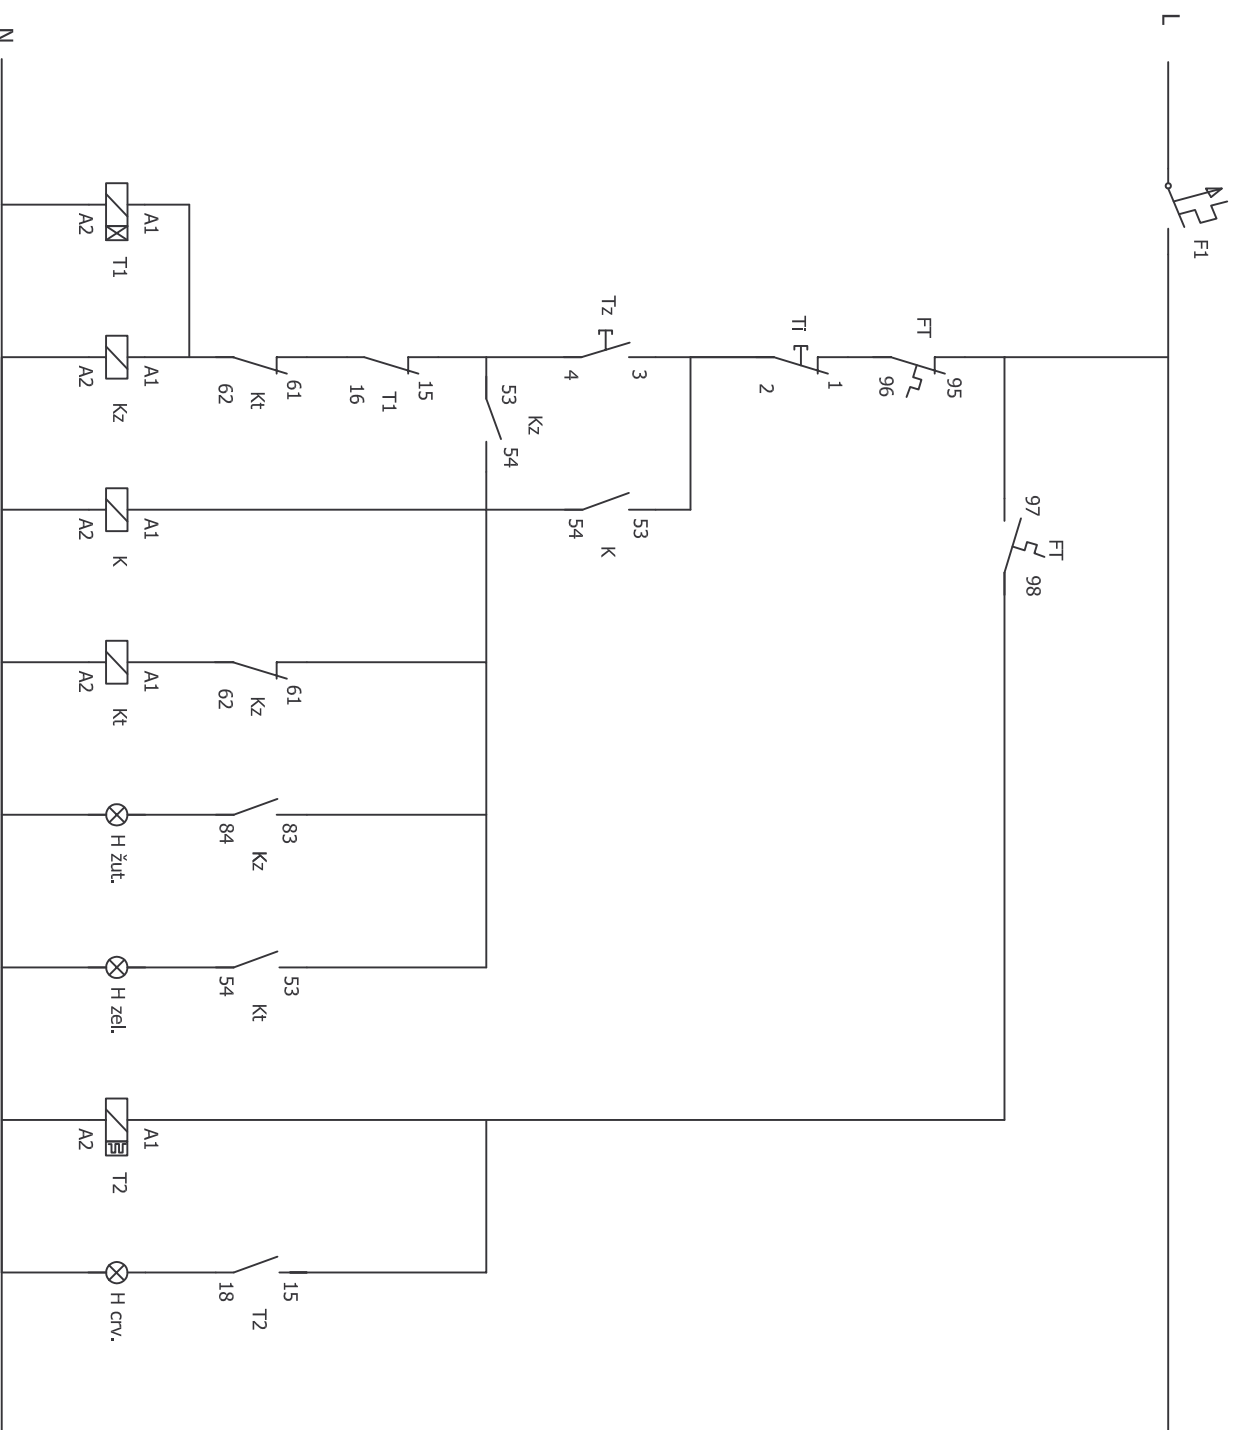 L
F1
N
FT
95
96
97
FT
98
Ti
1
2
Tz
3
4
53
K
54
15
T1
16
53
Kz
54
61
Kt
62
61
Kz
62
83
Kz
84
53
Kt
54
15
T2
18
A1
T1
A2
A1
Kz
A2
A1
K
A2
A1
Kt
A2
H žut.
H zel.
A1
T2
A2
H crv.